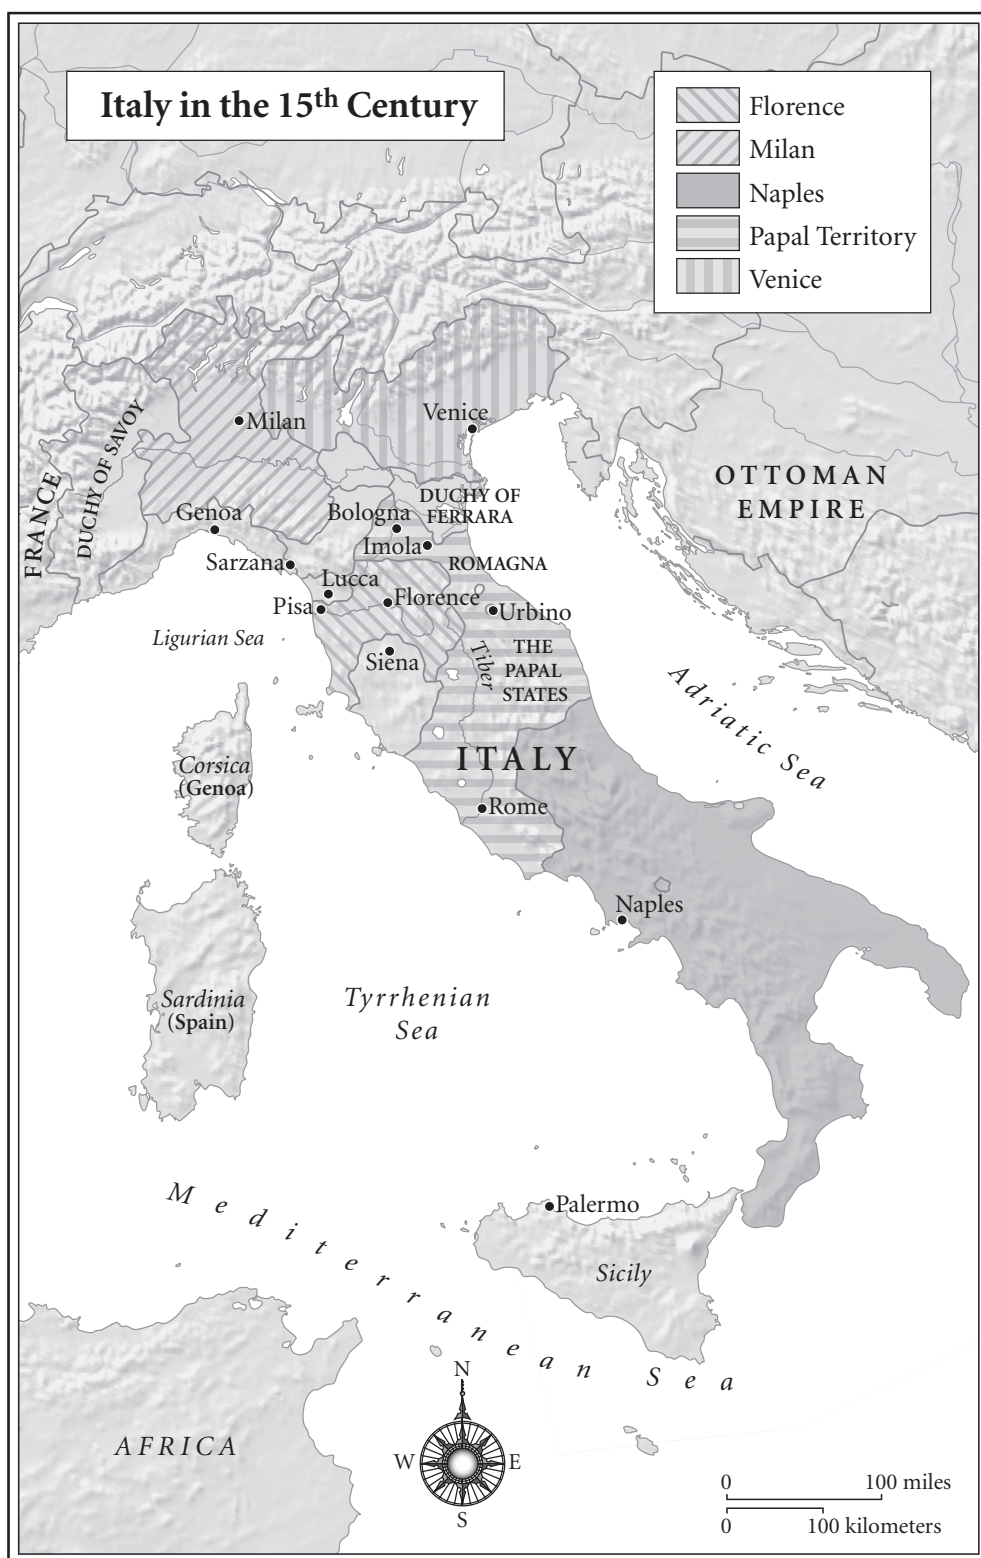 Italy in the 15th Century
Florence
Milan
Naples
Papal Territory
Venice
Milan
Venice
DUCHY OF SAVOY
FRANCE
OTTOMAN
EMPIRE
DUCHY OF
FERRARA
Genoa
Bologna
Imola
ROMAGNA
Sarzana
Lucca
Pisa
Florence
Urbino
Ligurian Sea
Siena
Tiber
THE
PAPAL
STATES
Adriatic Sea
ITALY
Corsica
(Genoa)
Rome
Naples
Sardinia
(Spain)
Tyrrhenian
Sea
Palermo
Sicily
Mediterranean Sea
AFRICA
N
W
E
S
0 100 miles
0 100 kilometers